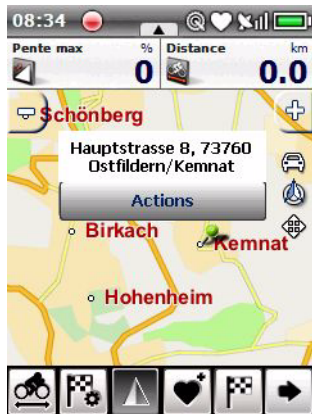 08:34
Pente max % Distance km
0 0.0
Schönberg
Hauptstrasse 8, 73760
Ostfildern/Kemnat
Actions
Birkach
Kemnat
Hohenheim